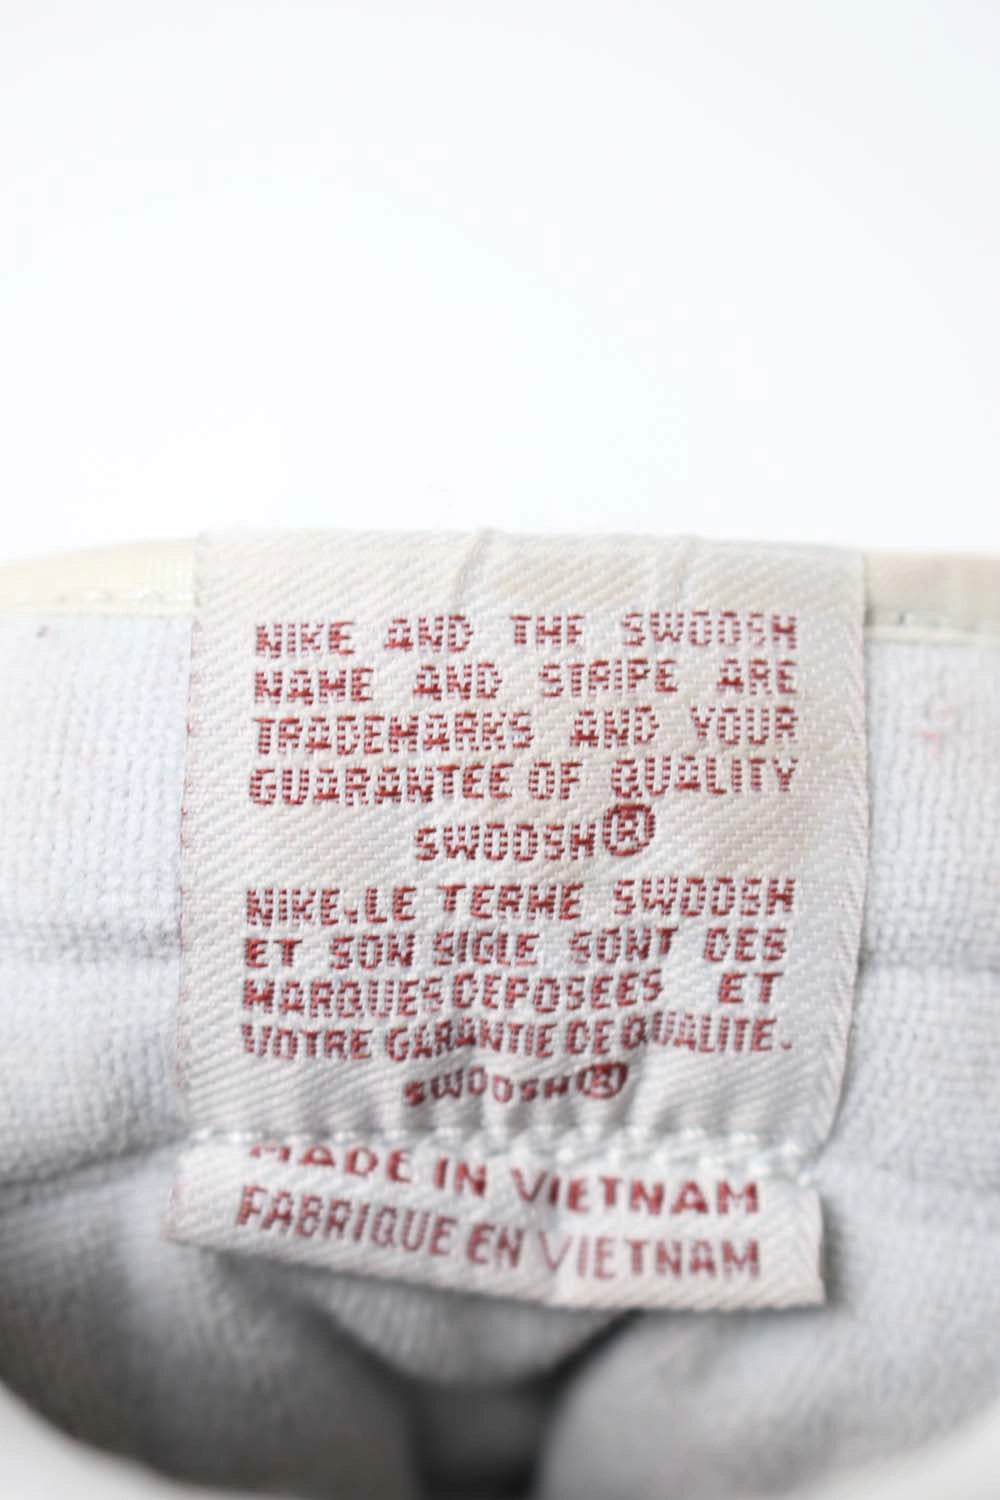 NIKE AND THE SWOOSH
NAME AND STRIPE ARE
TRADEMARKS AND YOUR
GUARANTEE OF QUALITY
SWOOSH®
NIKE, LE TERME SWOOSH
ET SON SIGLE SONT DES
MARQUES DEPOSEES ET
VOTRE GARANTIE DE QUALITE.
SWOOSH®
MADE IN VIETNAM
FABRIQUE EN VIETNAM